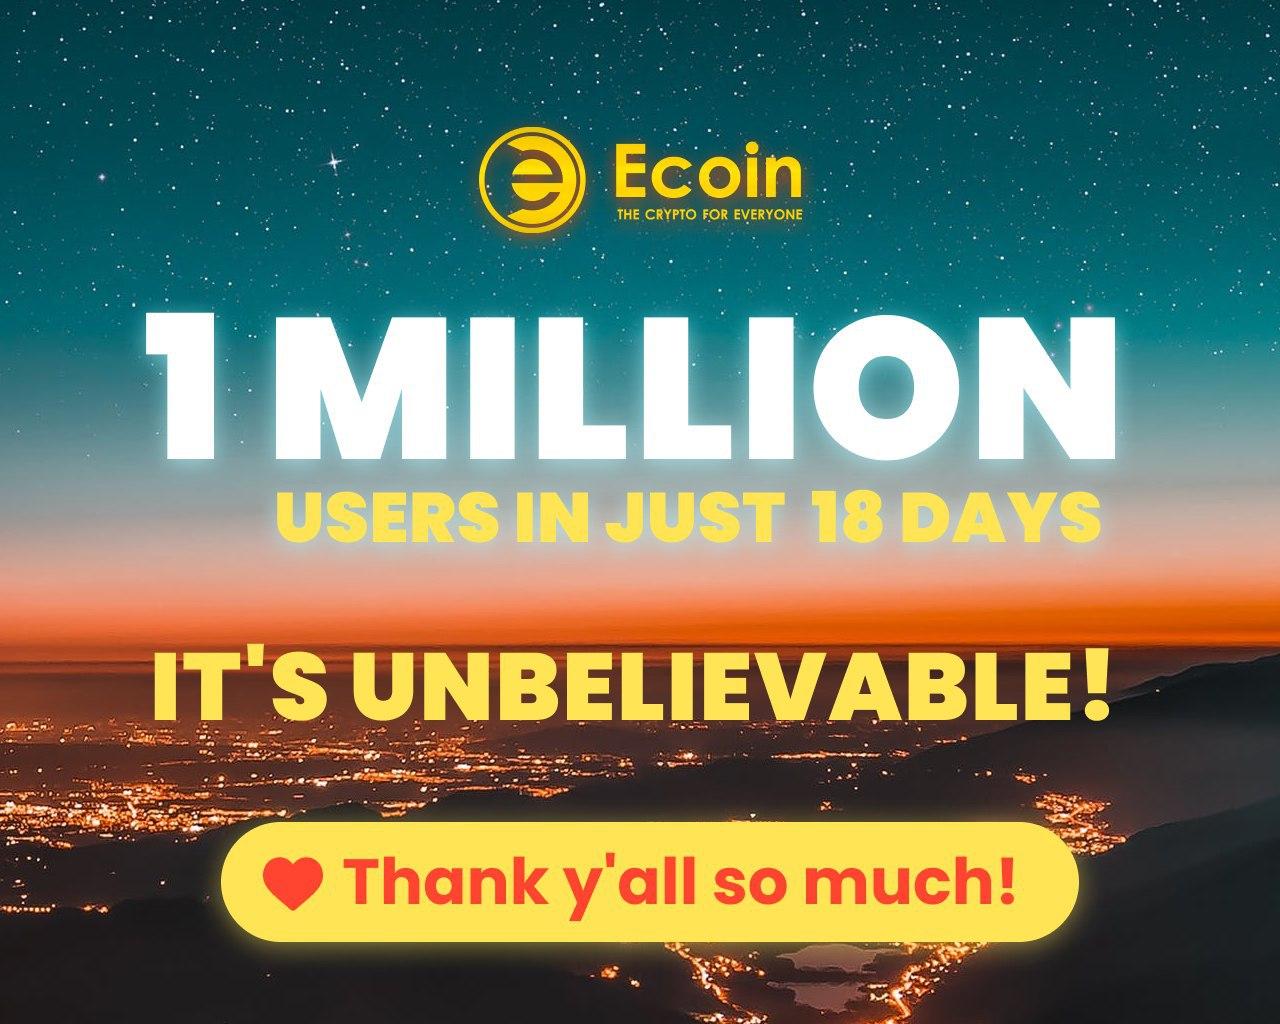 Ecoin
THE CRYPTO FOR EVERYONE
1 MILLION
USERS IN JUST 18 DAYS
IT'S UNBELIEVABLE!
Thank y'all so much!